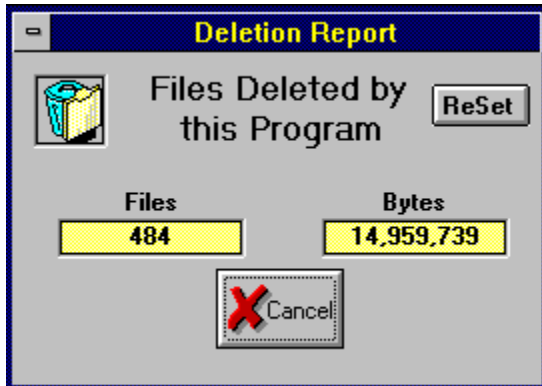 Deletion Report
Files Deleted by
this Program
ReSet
Files
Bytes
484
14,959,739
Cancel